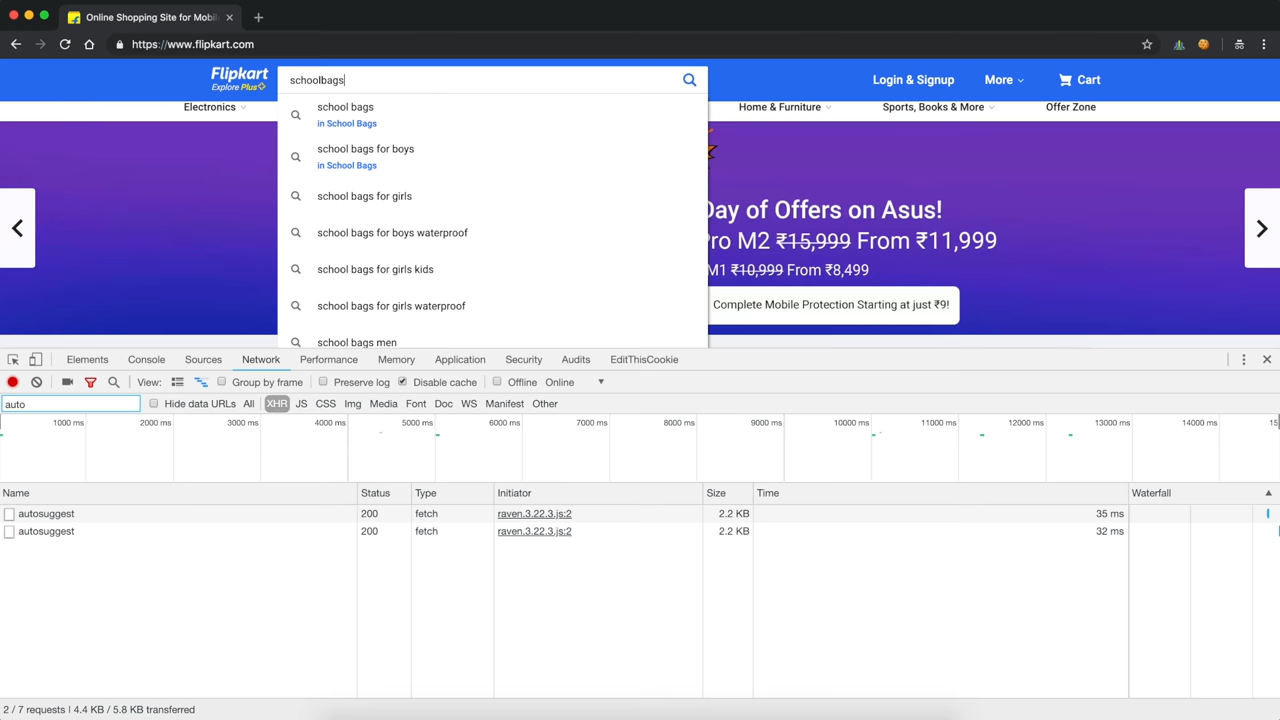 Online Shopping Site for Mobil
https://www.flipkart.com
Flipkart
Explore Plus
schoolbags
Login & Signup
More
Cart
Electronics
Home & Furniture
Sports, Books & More
Offer Zone
school bags
in School Bags
school bags for boys
in School Bags
school bags for girls
school bags for boys waterproof
school bags for girls kids
school bags for girls waterproof
school bags men
Day of Offers on Asus!
Pro M2 ₹15,999 From ₹11,999
M1 ₹10,999 From ₹8,499
Complete Mobile Protection Starting at just ₹9!
Elements Console Sources Network Performance Memory Application Security Audits EditThisCookie
View: Group by frame Preserve log Disable cache Offline Online
auto Hide data URLs All XHR JS CSS Img Media Font Doc WS Manifest Other
1000 ms 2000 ms 3000 ms 4000 ms 5000 ms 6000 ms 7000 ms 8000 ms 9000 ms 10000 ms 11000 ms 12000 ms 13000 ms 14000 ms 15
Name Status Type Initiator Size Time Waterfall
autosuggest 200 fetch raven.3.22.3.js:2 2.2 KB 35 ms
autosuggest 200 fetch raven.3.22.3.js:2 2.2 KB 32 ms
2 / 7 requests | 4.4 KB / 5.8 KB transferred